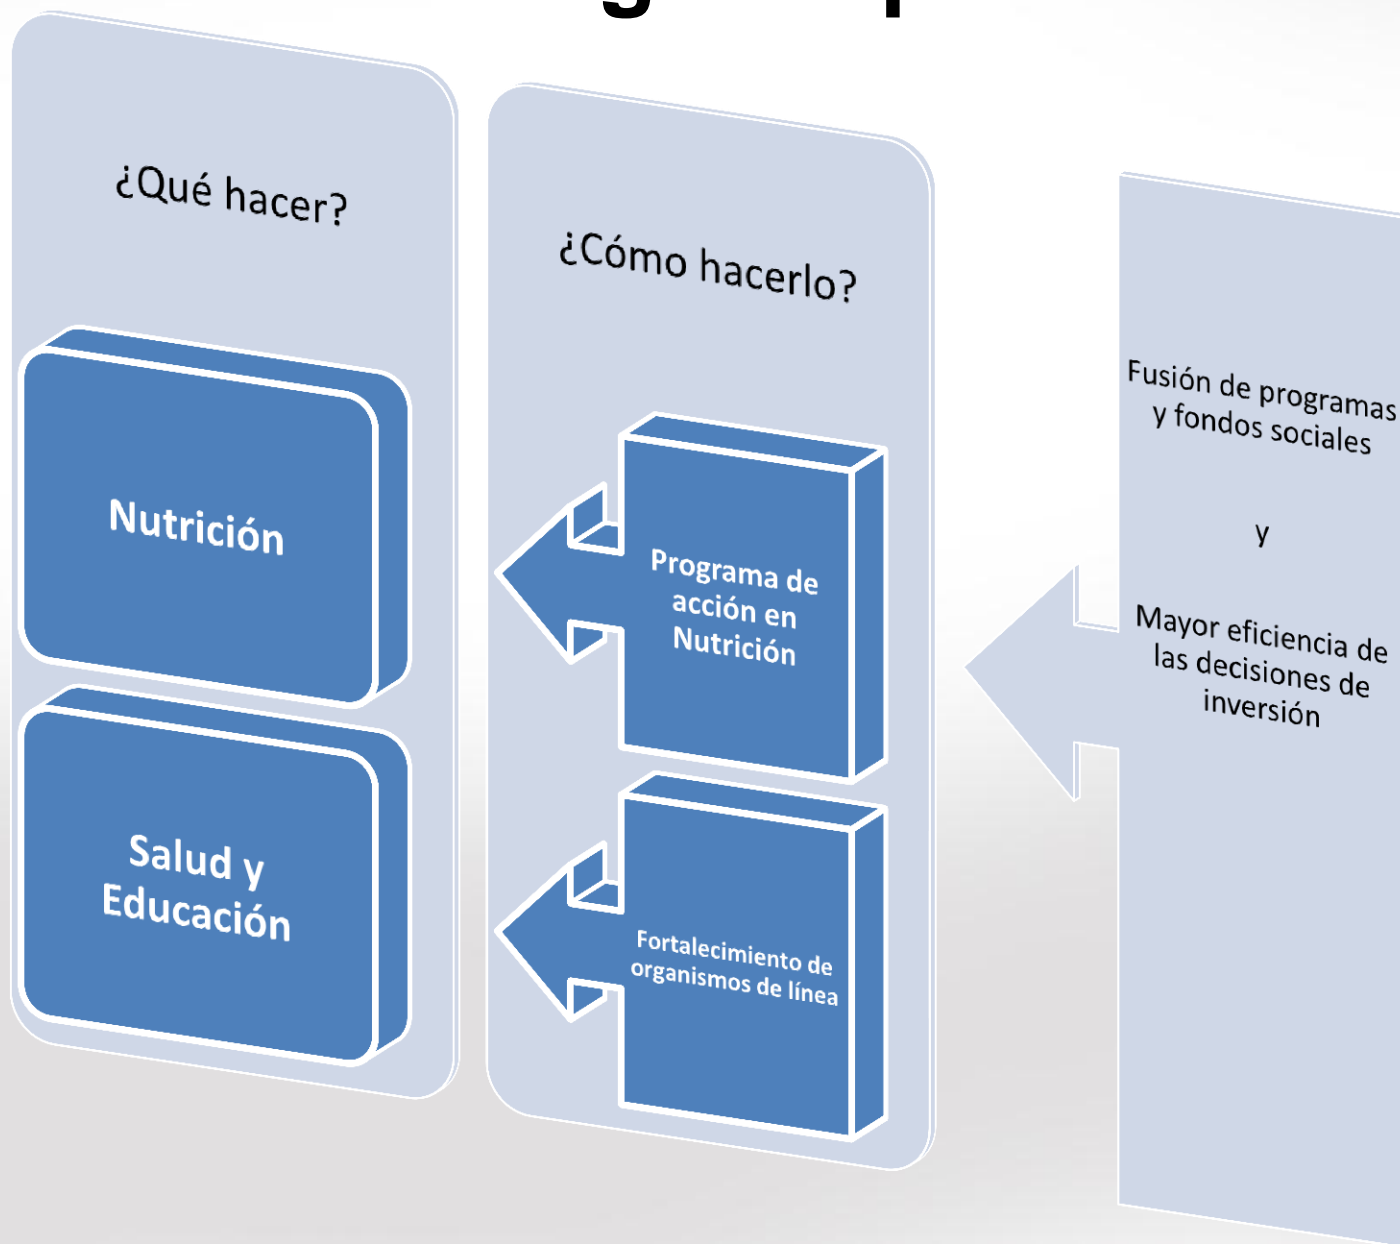 ¿Qué hacer?
Nutrición
Salud y
Educación
¿Cómo hacerlo?
Programa de
acción en
Nutrición
Fortalecimiento de
organismos de línea
Fusión de programas
y fondos sociales
y
Mayor eficiencia de
las decisiones de
inversión